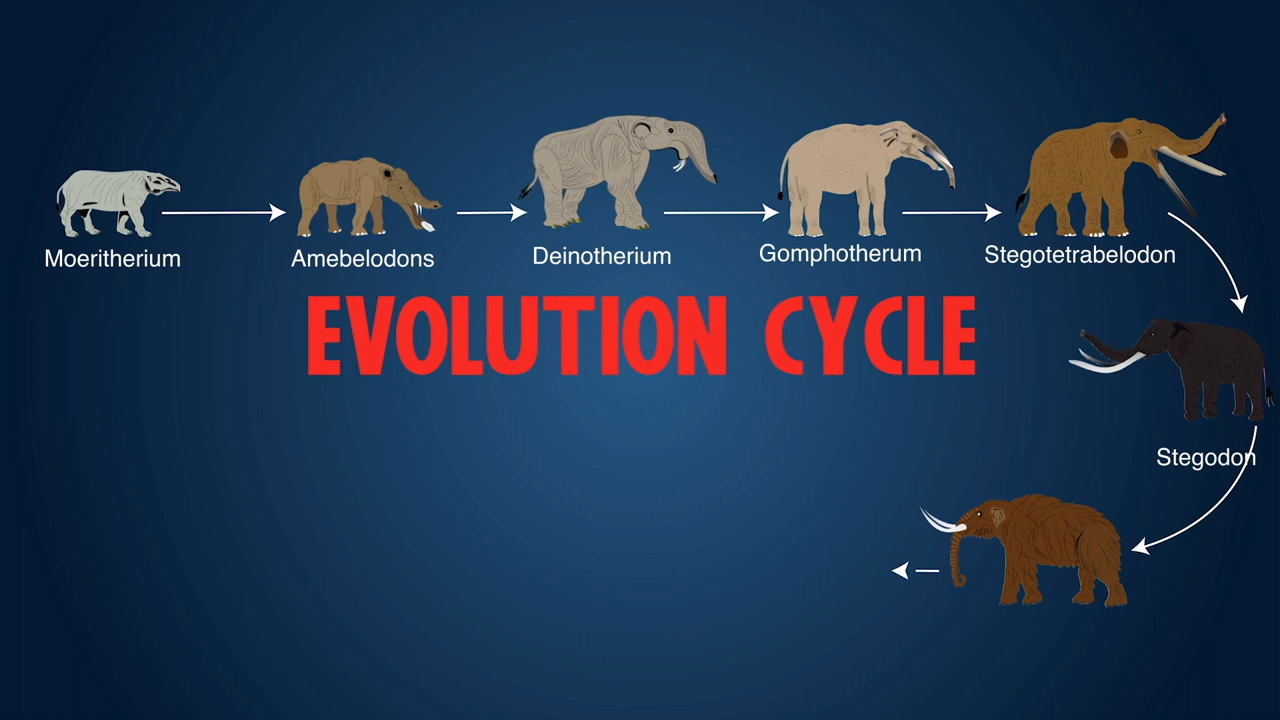 Moeritherium
Amebelodons
Deinotherium
Gomphotherum
Stegotetrabelodon
EVOLUTION CYCLE
Stegodon